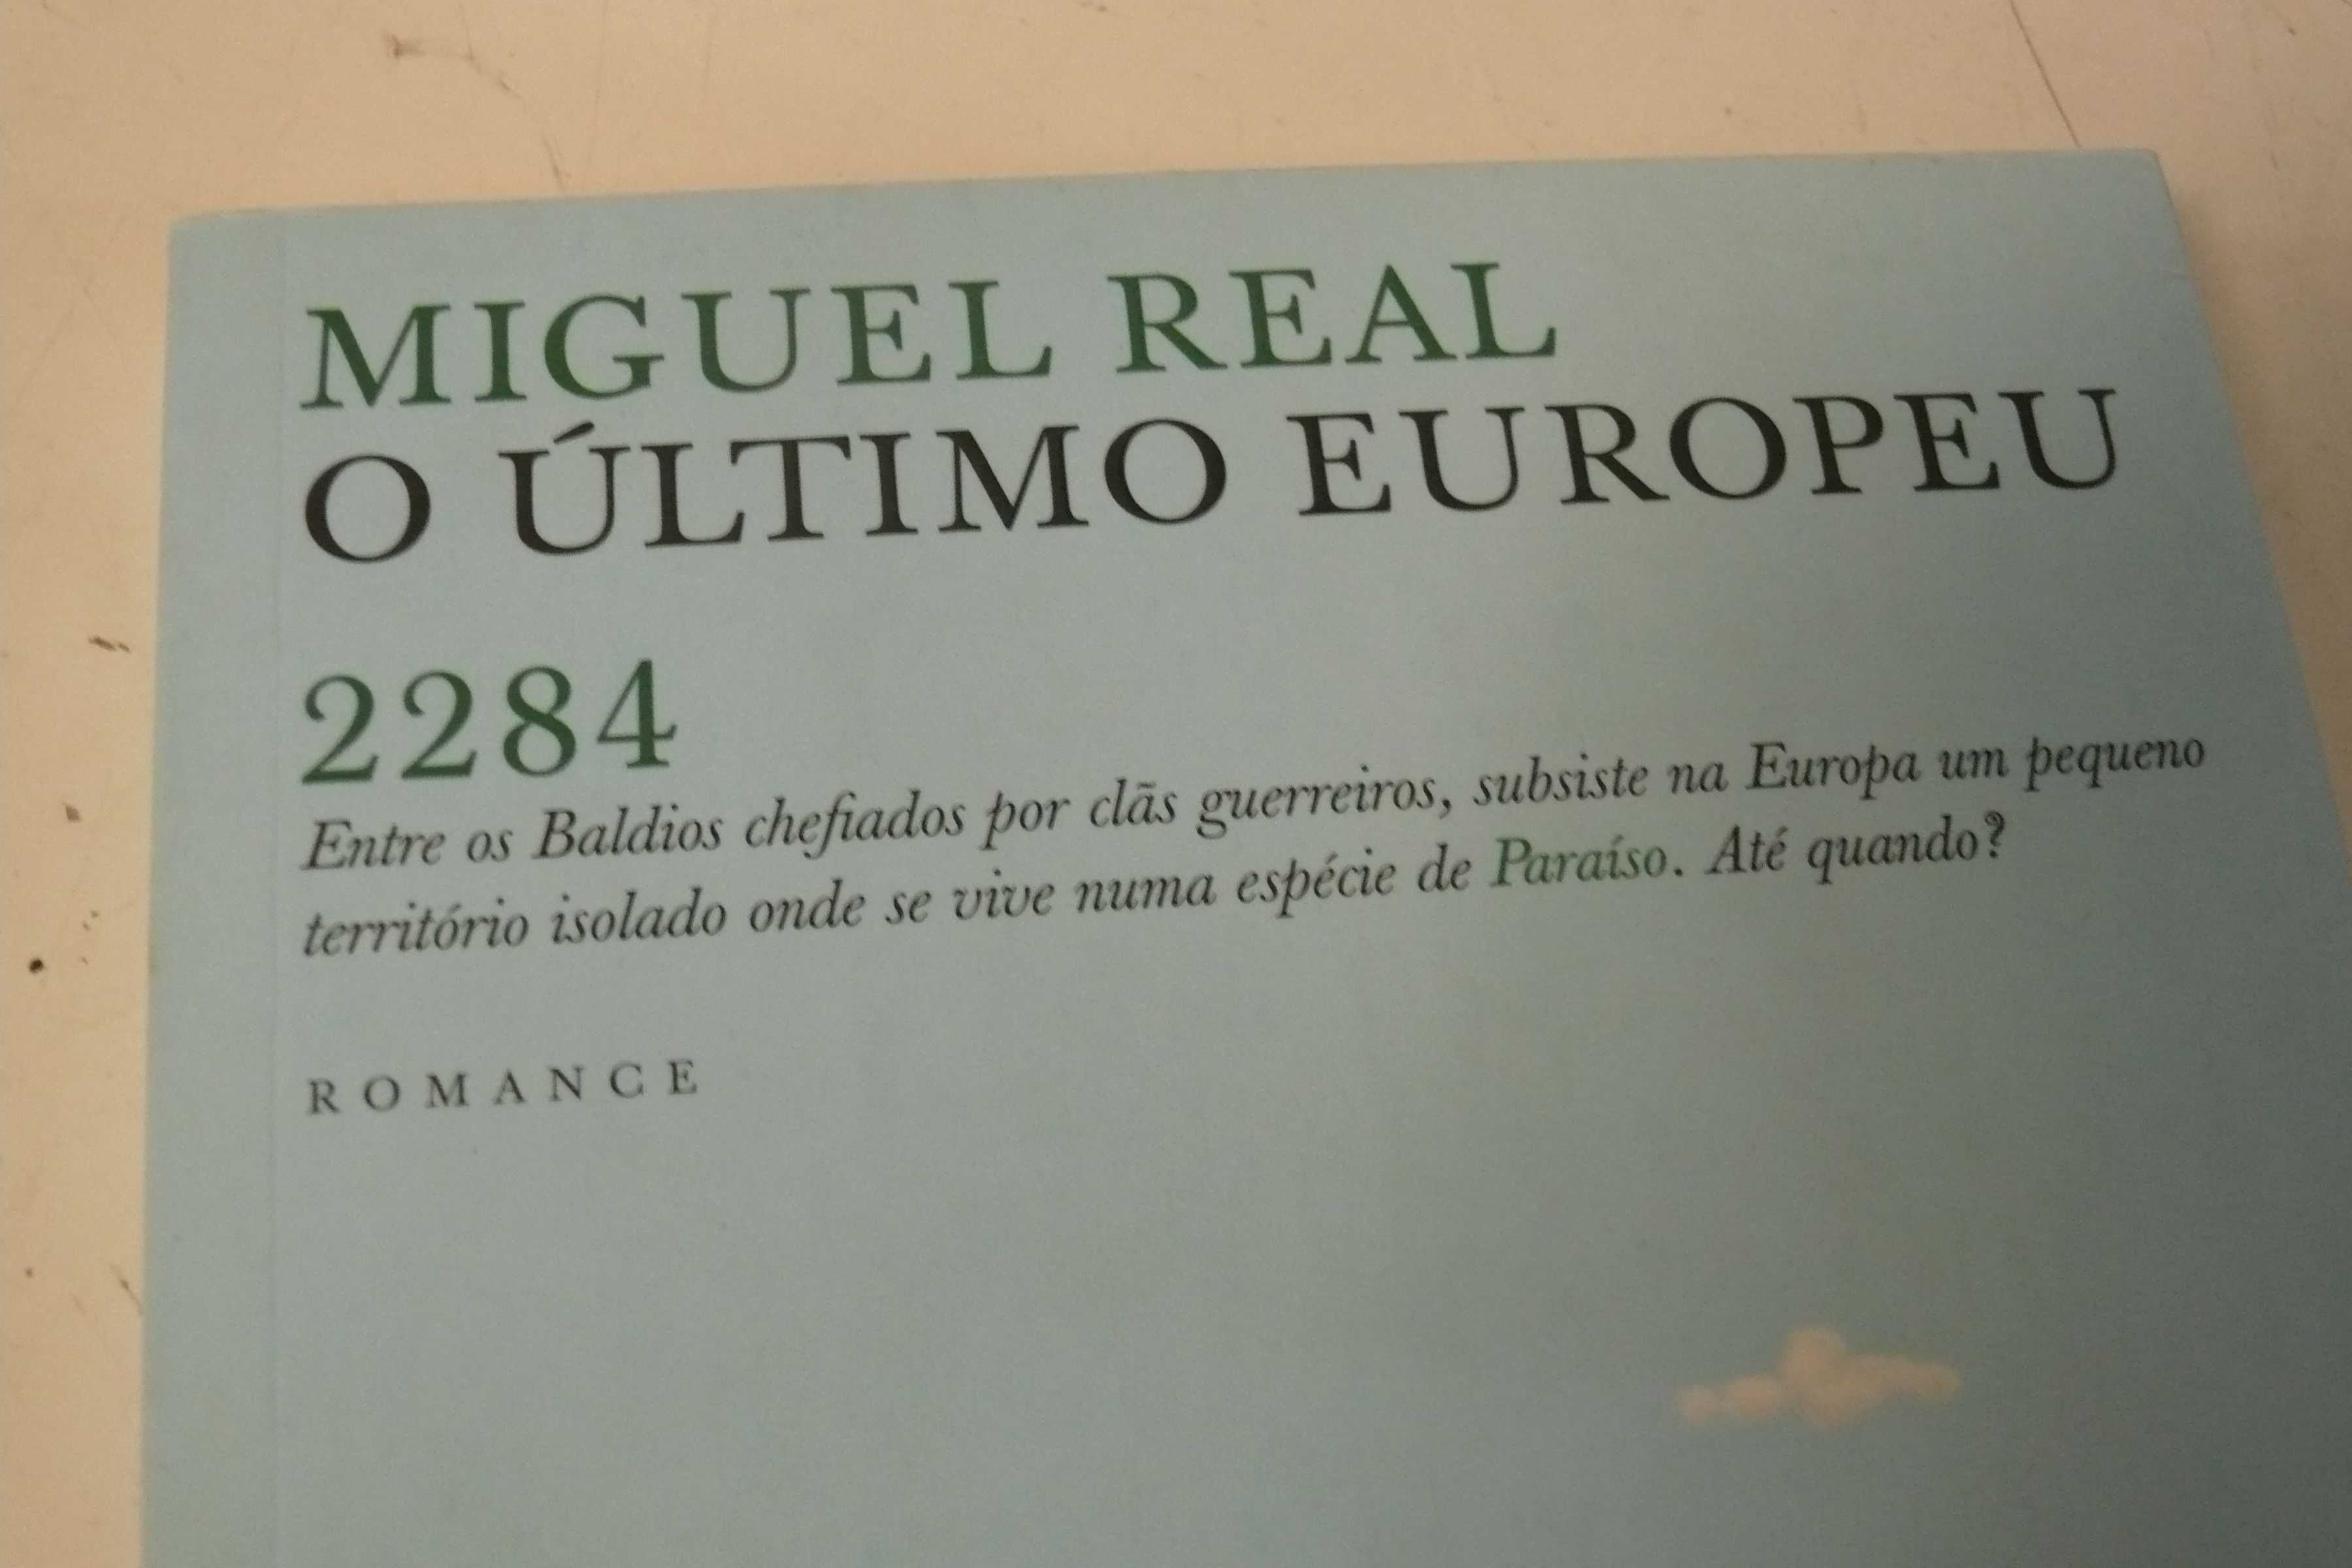 MIGUEL REAL
O ÚLTIMO EUROPEU
2284
Entre os Baldios chefiados por clãs guerreiros, subsiste na Europa um pequeno
território isolado onde se vive numa espécie de Paraíso. Até quando?
ROMANCE